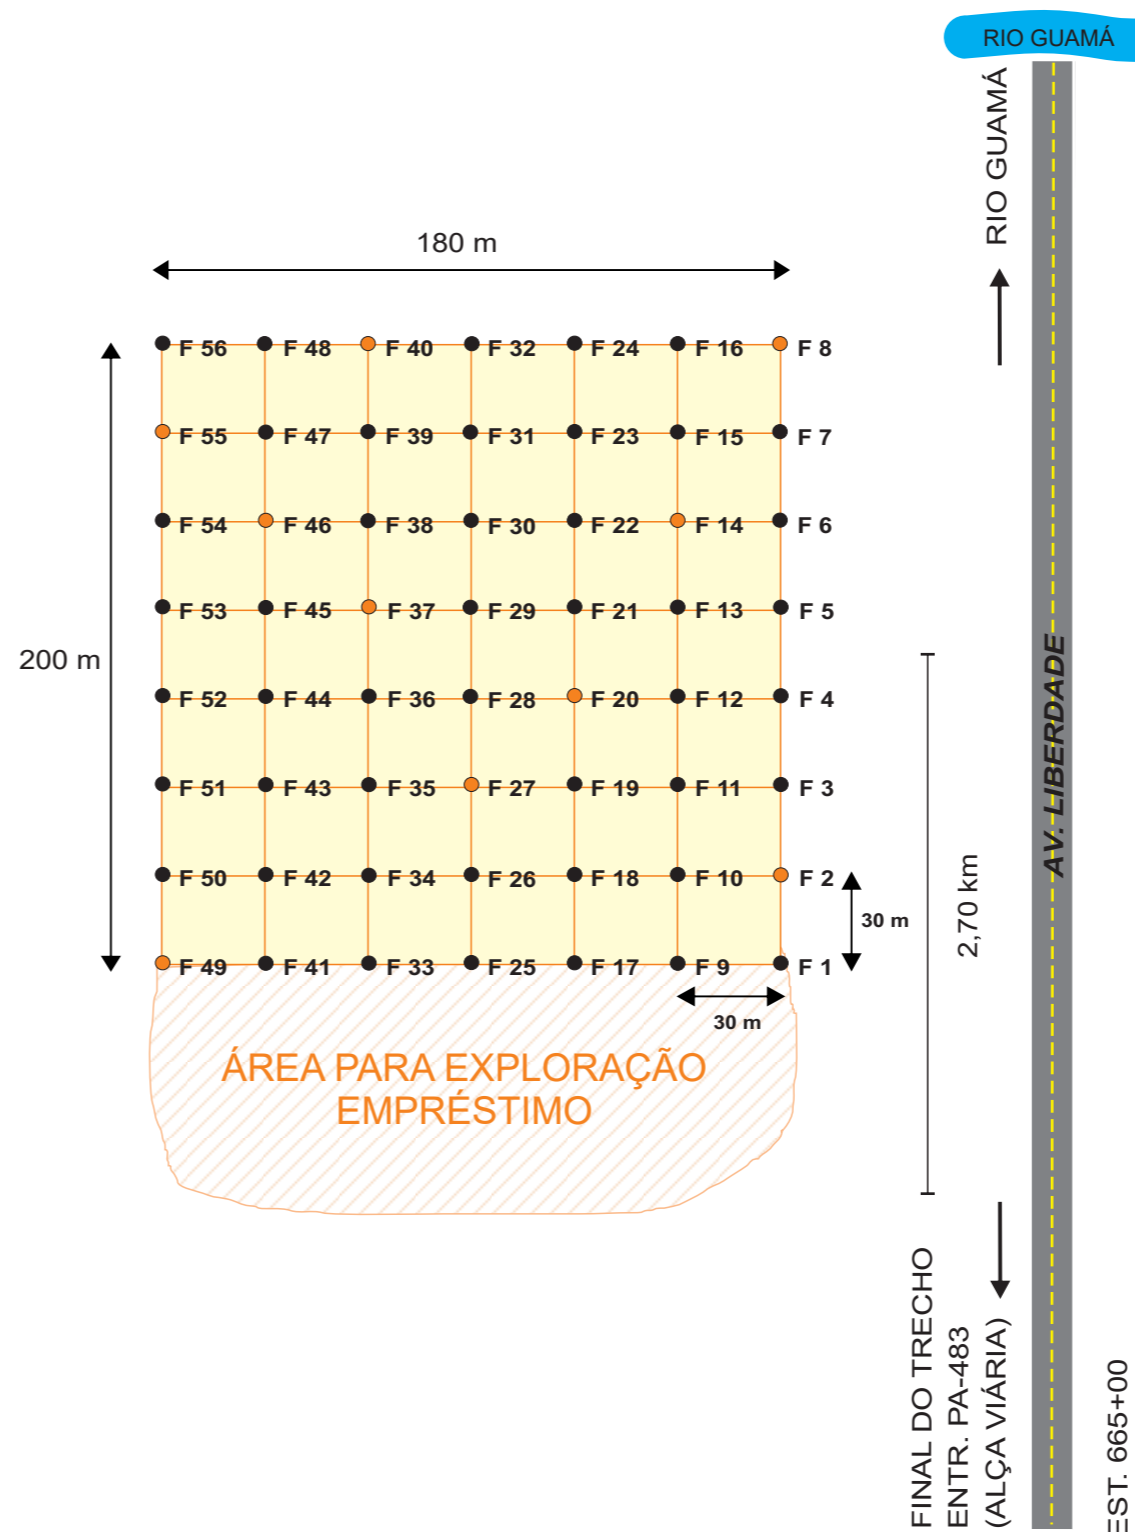 RIO GUAMÁ
RIO GUAMÁ
180 m
F 56 F 48 F 40 F 32 F 24 F 16 F 8
F 55 F 47 F 39 F 31 F 23 F 15 F 7
F 54 F 46 F 38 F 30 F 22 F 14 F 6
F 53 F 45 F 37 F 29 F 21 F 13 F 5
200 m
F 52 F 44 F 36 F 28 F 20 F 12 F 4
F 51 F 43 F 35 F 27 F 19 F 11 F 3
F 50 F 42 F 34 F 26 F 18 F 10 F 2
30 m
F 49 F 41 F 33 F 25 F 17 F 9 F 1
30 m
ÁREA PARA EXPLORAÇÃO
EMPRÉSTIMO
2,70 km
AV. LIBERDADE
FINAL DO TRECHO
ENTR. PA-483
(ALÇA VIÁRIA)
EST. 665+00